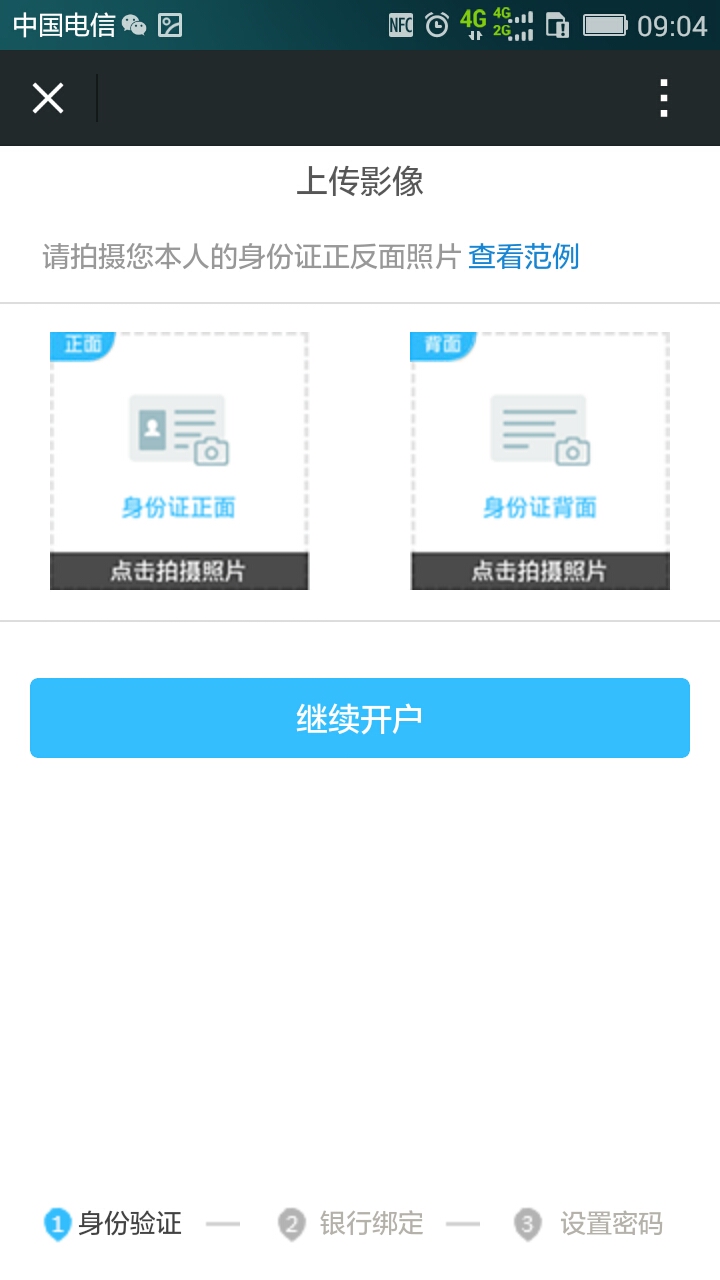 中国电信 NFC 4G 4G 2G 09:04
上传影像
请拍摄您本人的身份证正反面照片 查看范例
正面 背面
身份证正面 身份证背面
点击拍摄照片 点击拍摄照片
继续开户
1 身份验证 2 银行绑定 3 设置密码